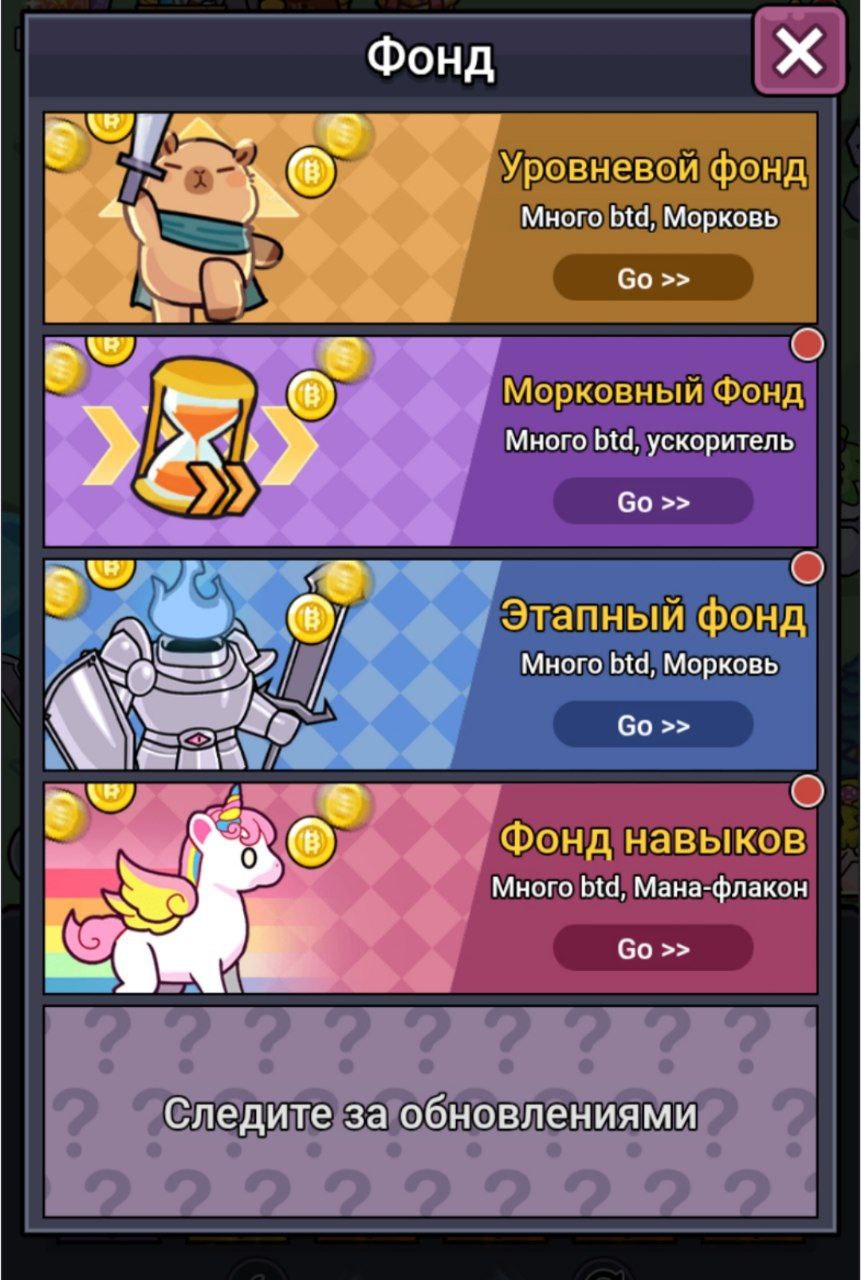 Фонд
Уровневой фонд
Много btd, Морковь
Go >>
Морковный Фонд
Много btd, ускоритель
Go >>
Этапный фонд
Много btd, Морковь
Go >>
Фонд навыков
Много btd, Мана-флакон
Go >>
Следите за обновлениями